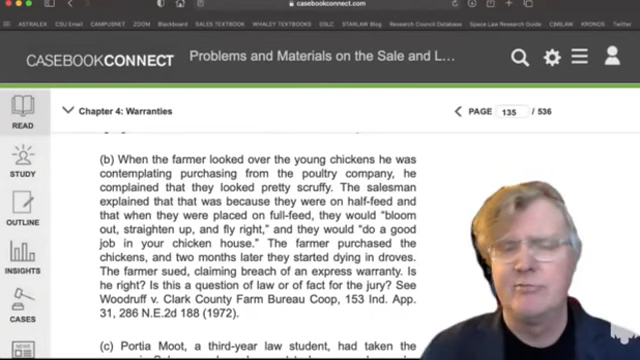 casebookconnect.com
ASTRALEX CSU Email CAMPUSNET ZOOM Blackboard SALES TEXTBOOK WHALEY TEXTBOOKS GSLC STARLAW Blog Research Council Database Space Law Research Guide CIMSLAW KRONOS Twitter
CASEBOOKCONNECT Problems and Materials on the Sale and L...
READ
Chapter 4: Warranties PAGE 135 / 536
STUDY
OUTLINE
INSIGHTS
CASES
NEWS
(b) When the farmer looked over the young chickens he was
contemplating purchasing from the poultry company, he
complained that they looked pretty scruffy. The salesman
explained that that was because they were on half-feed and
that when they were placed on full-feed, they would “bloom
out, straighten up, and fly right,” and they would “do a good
job in your chicken house.” The farmer purchased the
chickens, and two months later they started dying in droves.
The farmer sued, claiming breach of an express warranty. Is
he right? Is this a question of law or of fact for the jury? See
Woodruff v. Clark County Farm Bureau Coop, 153 Ind. App.
31, 286 N.E.2d 188 (1972).
(c) Portia Moot, a third-year law student, had taken the